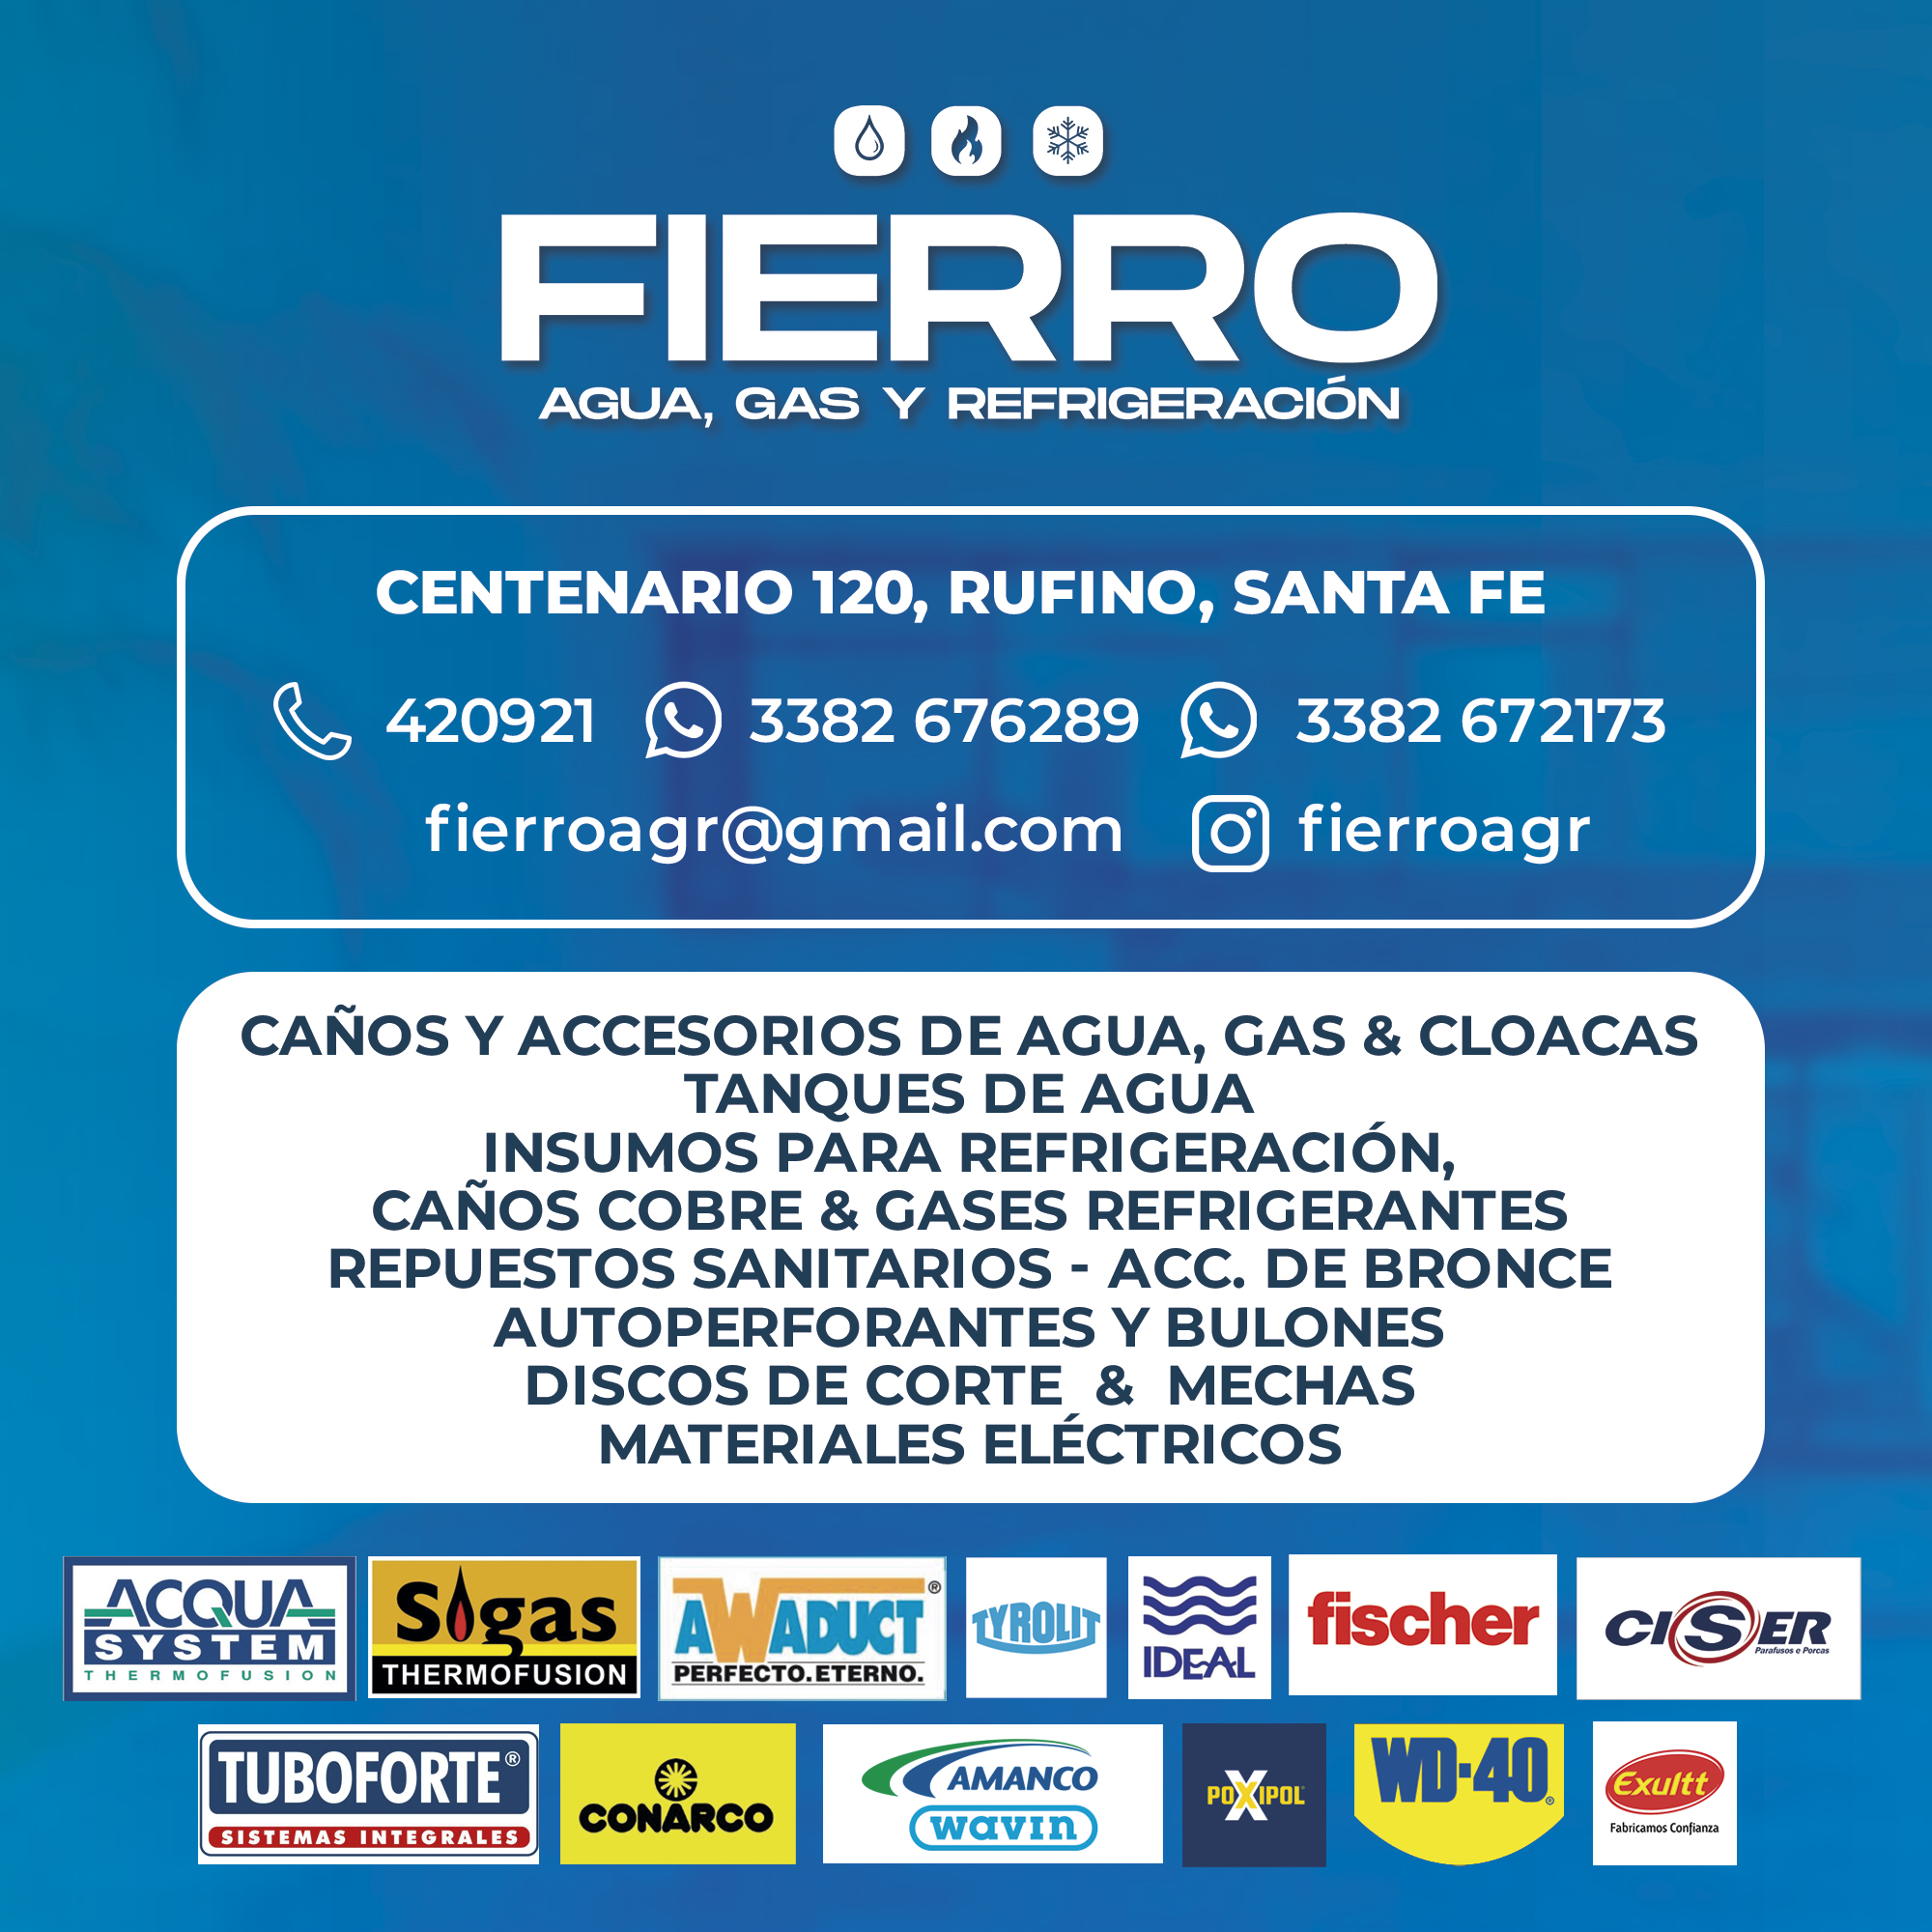 FIERRO
AGUA, GAS Y REFRIGERACIÓN
CENTENARIO 120, RUFINO, SANTA FE
420921 3382 676289 3382 672173
fierroagr@gmail.com fierroagr
CAÑOS Y ACCESORIOS DE AGUA, GAS & CLOACAS
TANQUES DE AGUA
INSUMOS PARA REFRIGERACIÓN,
CAÑOS COBRE & GASES REFRIGERANTES
REPUESTOS SANITARIOS - ACC. DE BRONCE
AUTOPERFORANTES Y BULONES
DISCOS DE CORTE & MECHAS
MATERIALES ELÉCTRICOS
ACQUA
SYSTEM
THERMOFUSION
Sigas
THERMOFUSION
AWADUCT®
PERFECTO.ETERNO.
TYROLIT
IDEAL
fischer
CISER
Parafusos e Porcas
TUBOFORTE®
SISTEMAS INTEGRALES
CONARCO
AMANCO
wavin
POXIPOL
WD-40®
Exultt
Fabricamos Confianza